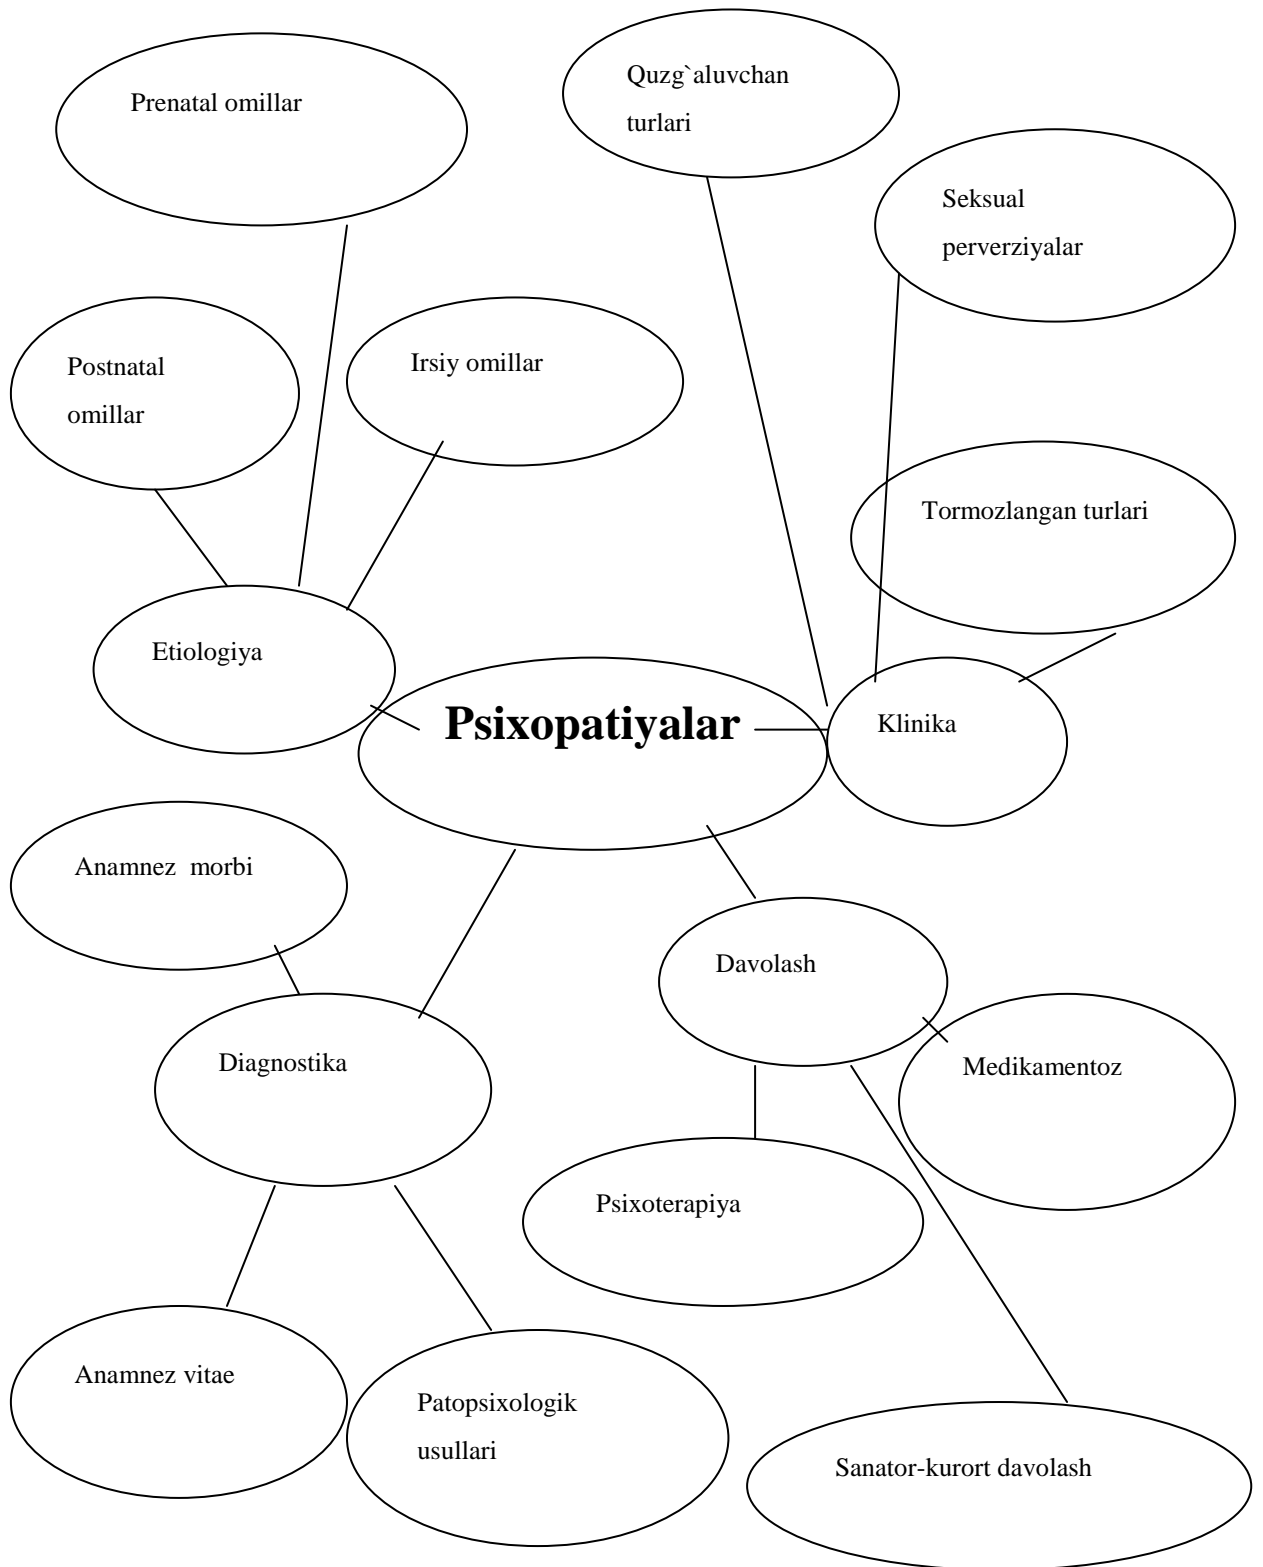 Quzg`aluvchan
turlari
Prenatal omillar
Seksual
perverziyalar
Postnatal
omillar
Irsiy omillar
Tormozlangan turlari
Etiologiya
Psixopatiyalar
Klinika
Anamnez  morbi
Davolash
Diagnostika
Medikamentoz
Psixoterapiya
Anamnez vitae
Patopsixologik
usullari
Sanator-kurort davolash